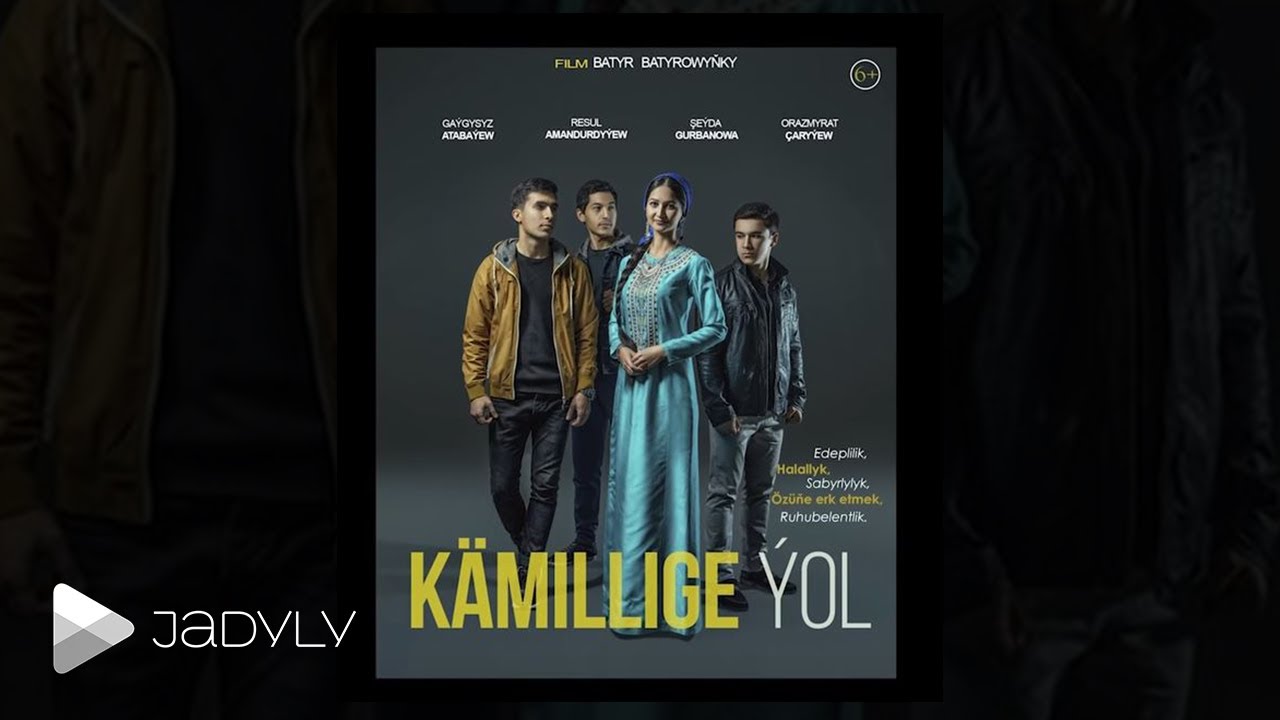 FILM BATYR BATYROWYŇKY
6+
GAÝGYSYZ
ATABAÝEW
RESUL
AMANDURDYÝEW
ŞEÝDA
GURBANOWA
ORAZMYRAT
ÇARYÝEW
Edeplilik,
Halallyk,
Sabyrlylyk,
Özüňe erk etmek,
Ruhubelentlik.
KÄMILLIGE ÝOL
JADYLY